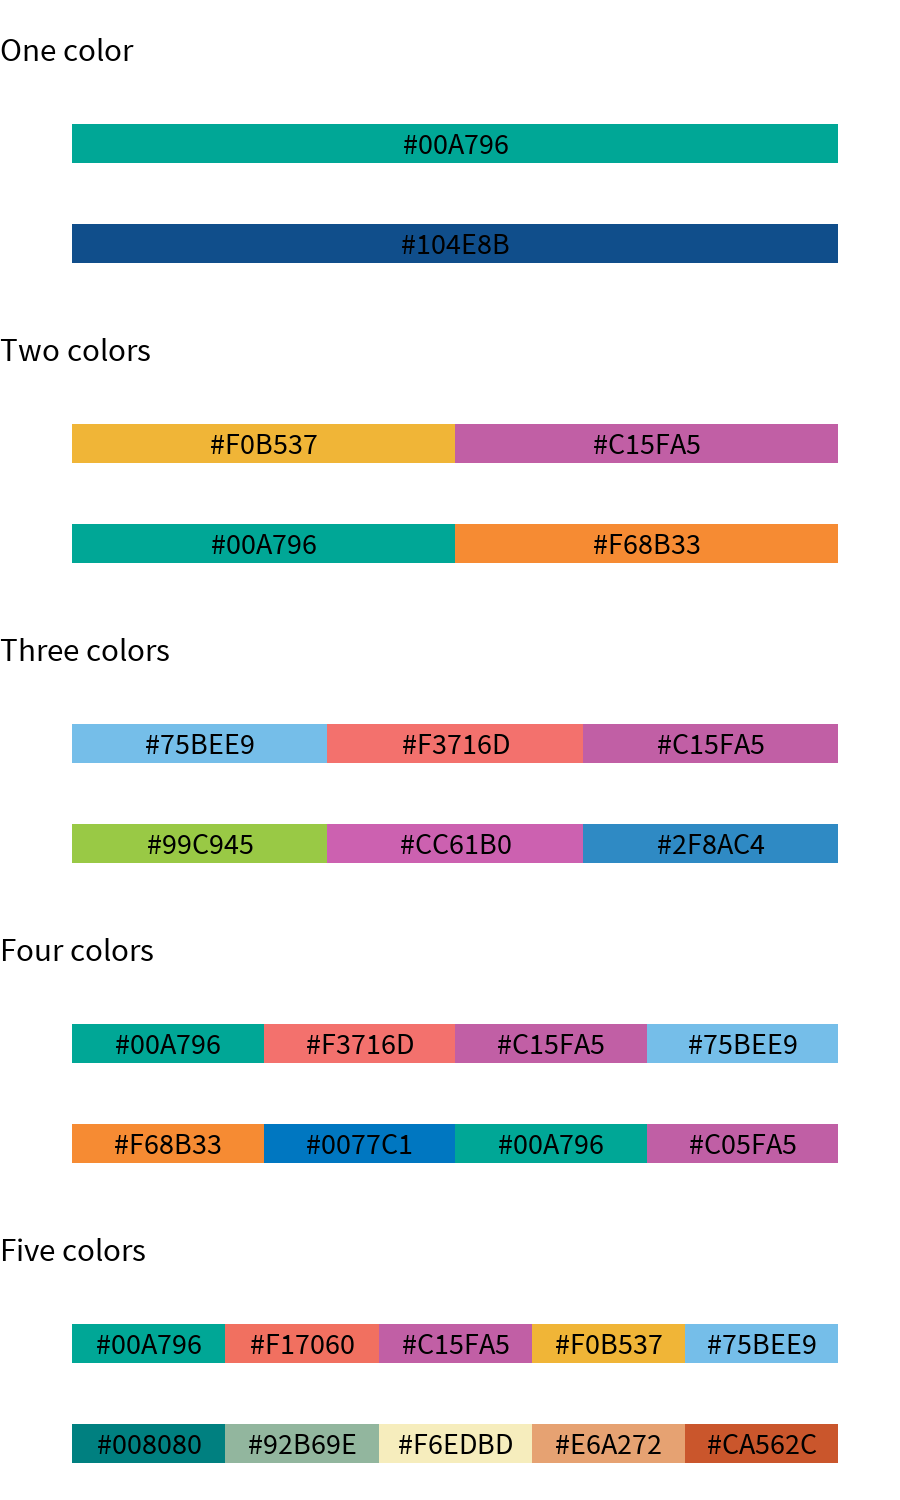 One color
#00A796
#104E8B
Two colors
#F0B537 #C15FA5
#00A796 #F68B33
Three colors
#75BEE9 #F3716D #C15FA5
#99C945 #CC61B0 #2F8AC4
Four colors
#00A796 #F3716D #C15FA5 #75BEE9
#F68B33 #0077C1 #00A796 #C05FA5
Five colors
#00A796 #F17060 #C15FA5 #F0B537 #75BEE9
#008080 #92B69E #F6EDBD #E6A272 #CA562C